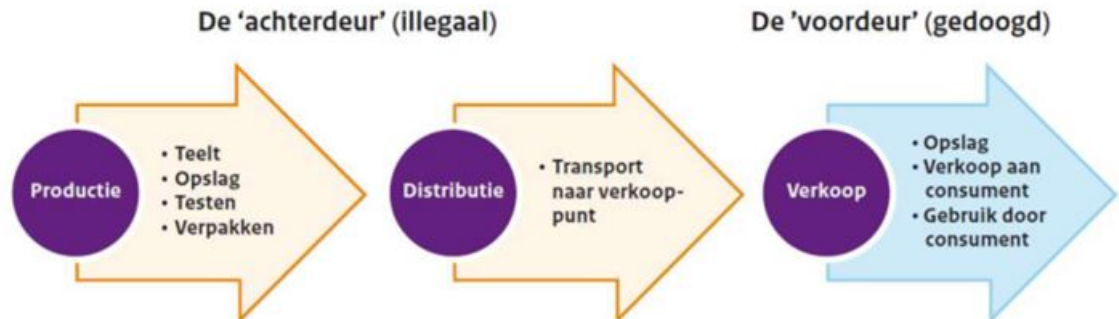 De ‘achterdeur’ (illegaal)
De ’voordeur’ (gedoogd)
Productie
• Teelt
• Opslag
• Testen
• Verpakken
Distributie
• Transport
naar verkoop-
punt
Verkoop
• Opslag
• Verkoop aan
consument
• Gebruik door
consument